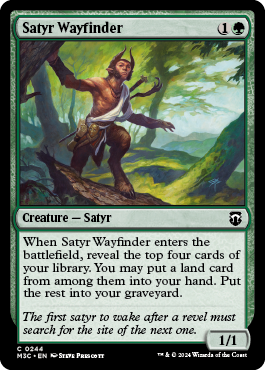 Satyr Wayfinder 1
Creature — Satyr
When Satyr Wayfinder enters the
battlefield, reveal the top four cards of
your library. You may put a land card
from among them into your hand. Put
the rest into your graveyard.
The first satyr to wake after a revel must
search for the site of the next one.
1/1
C 0244
M3C • EN Steve Prescott
™ & © 2024 Wizards of the Coast